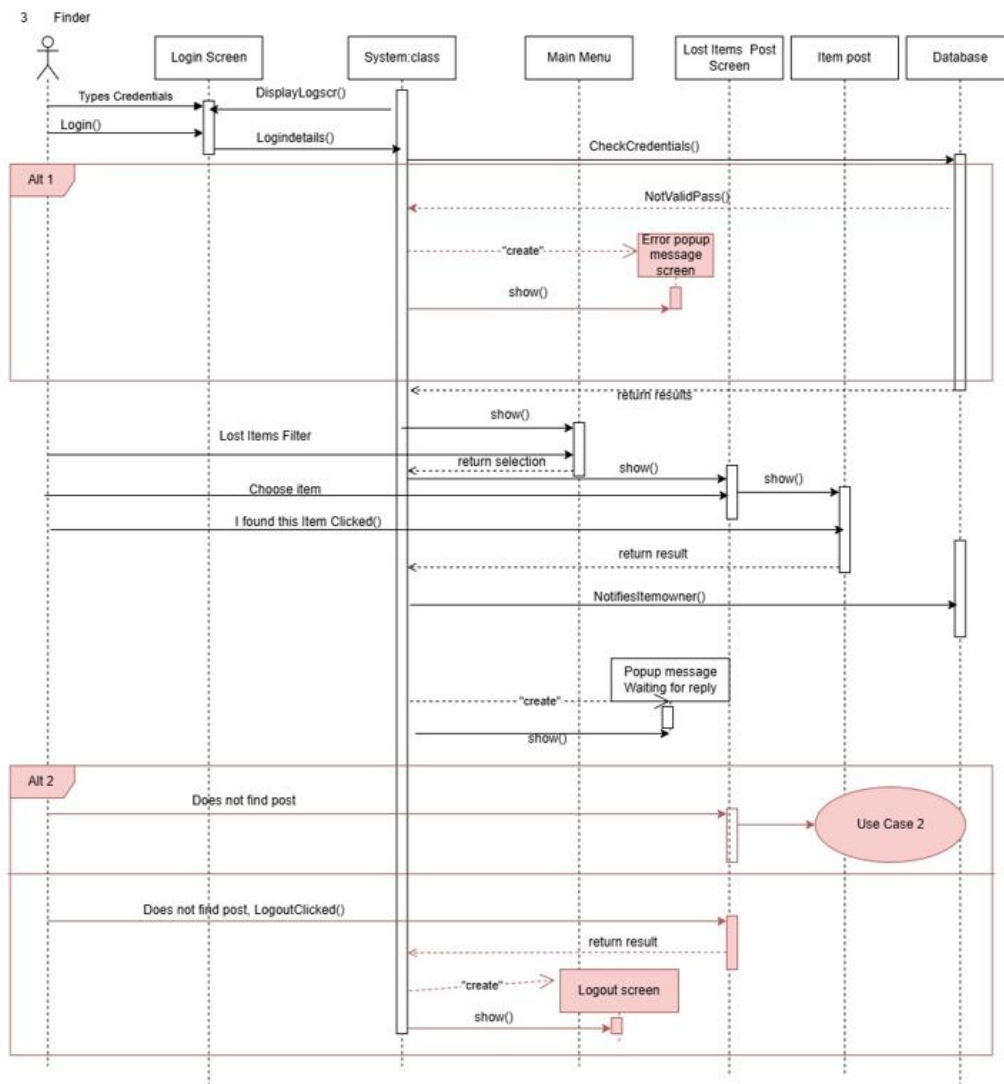 3 Finder
Login Screen
System:class
Main Menu
Lost Items Post
Screen
Item post
Database
Types Credentials
DisplayLogscr()
Login()
Logindetails()
CheckCredentials()
Alt 1
NotValidPass()
"create"
Error popup
message
screen
show()
return results
show()
Lost Items Filter
return selection
show()
Choose item
show()
I found this Item Clicked()
return result
NotifiesItemowner()
Popup message
Waiting for reply
"create"
show()
Alt 2
Does not find post
Use Case 2
Does not find post, LogoutClicked()
return result
"create"
Logout screen
show()